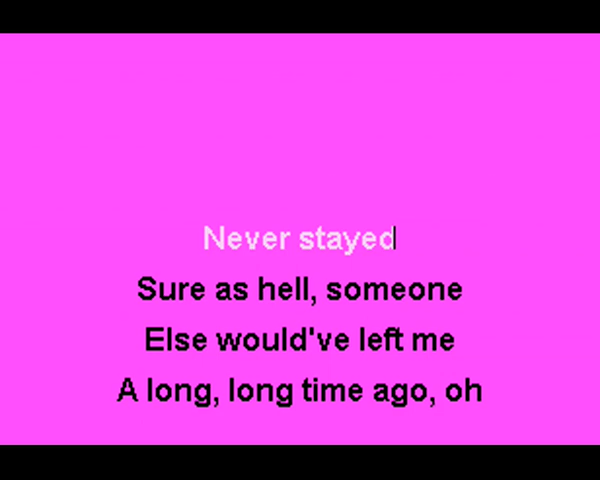 Never stayed
Sure as hell, someone
Else would've left me
A long, long time ago, oh